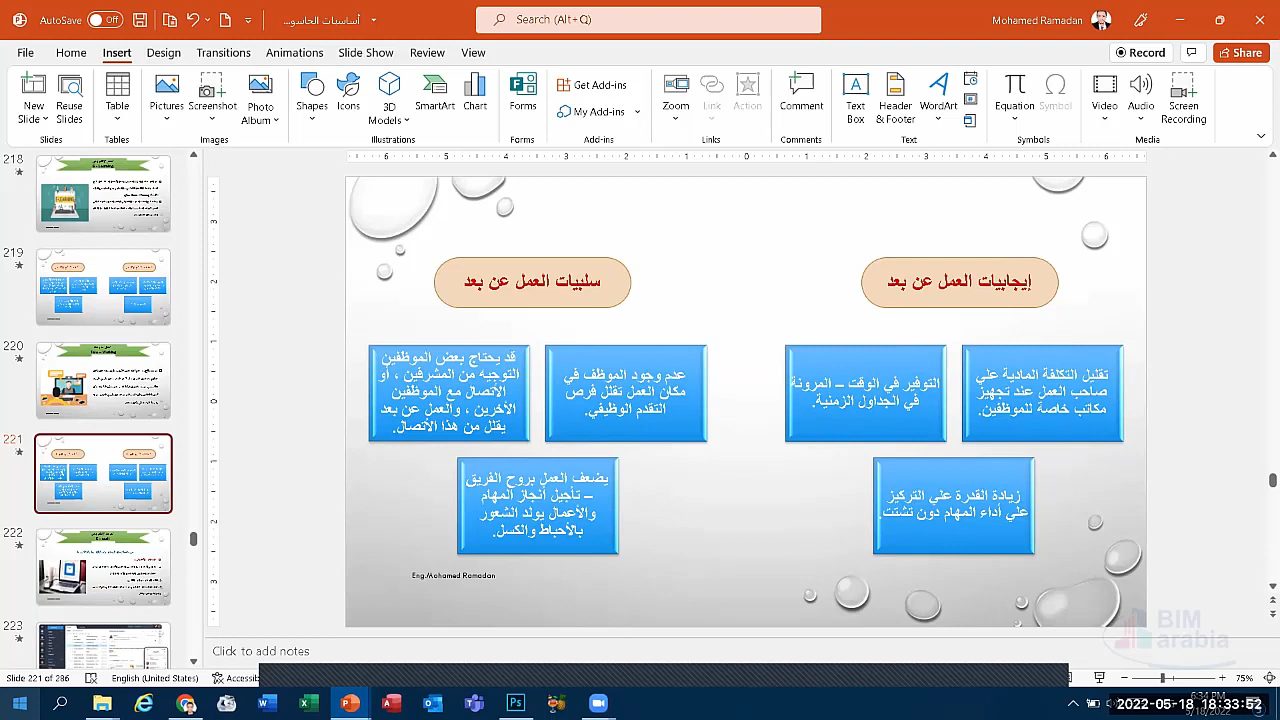 AutoSave
Off
أساسيات الحاسو...
Search (Alt+Q)
Mohamed Ramadan
File
Home
Insert
Design
Transitions
Animations
Slide Show
Review
View
Record
Share
New Slide
Reuse Slides
Table
Pictures
Screenshot
Photo Album
Shapes
Icons
3D Models
SmartArt
Chart
Forms
Get Add-ins
My Add-ins
Zoom
Link
Action
Comment
Text Box
Header & Footer
WordArt
Equation
Symbol
Video
Audio
Screen Recording
Slides
Tables
Images
Illustrations
Forms
Add-ins
Links
Comments
Text
Symbols
Media
218
219
220
221
222
223
إيجابيات العمل عن بعد
سلبيات العمل عن بعد
تقليل التكلفة المادية علي
صاحب العمل عند تجهيز
مكاتب خاصة للموظفين.
التوفير في الوقت – المرونة
في الجداول الزمنية.
زيادة القدرة علي التركيز
علي أداء المهام دون تشتت.
عدم وجود الموظف في
مكان العمل تقلل فرص
التقدم الوظيفي.
قد يحتاج بعض الموظفين
التوجيه من المشرفين ، أو
الاتصال مع الموظفين
الأخرين ، والعمل عن بعد
يقلل من هذا الأتصال.
يضعف العمل بروح الفريق
– تأجيل انجاز المهام
والأعمال يولد الشعور
بالأحباط والكسل.
Eng.Mohamed Ramadan
BIM
arabia
Slide 221 of 286
English (United States)
75%
6:34 PM
2022-05-18 18:33:52